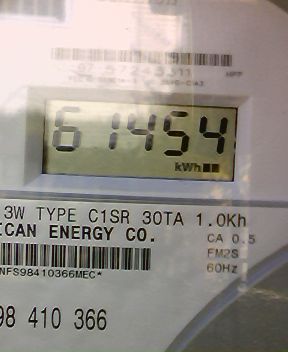 61454
kWh
3W TYPE C1SR 30TA 1.0Kh
ICAN ENERGY CO.
CA 0.5
FM2S
60Hz
NFS98410366MEC*
98 410 366